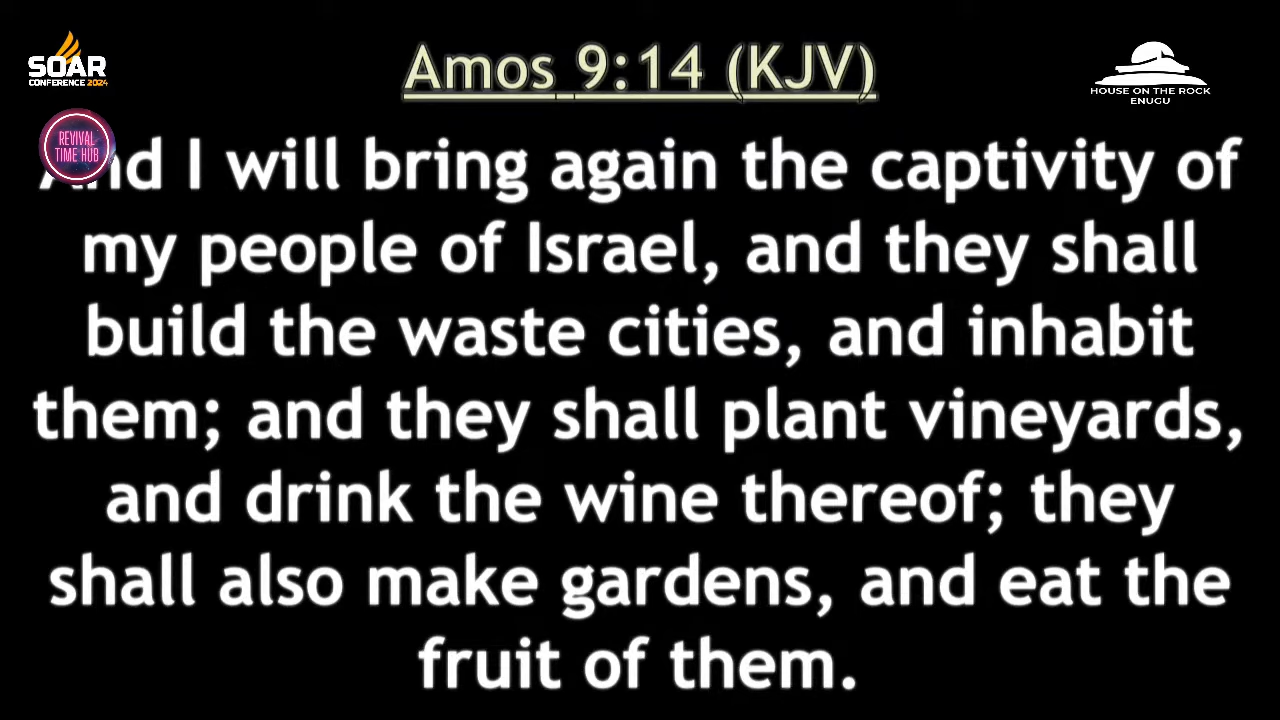 SOAR
CONFERENCE 2024
Amos 9:14 (KJV)
HOUSE ON THE ROCK
ENUGU
REVIVAL
TIME HUB
And I will bring again the captivity of
my people of Israel, and they shall
build the waste cities, and inhabit
them; and they shall plant vineyards,
and drink the wine thereof; they
shall also make gardens, and eat the
fruit of them.